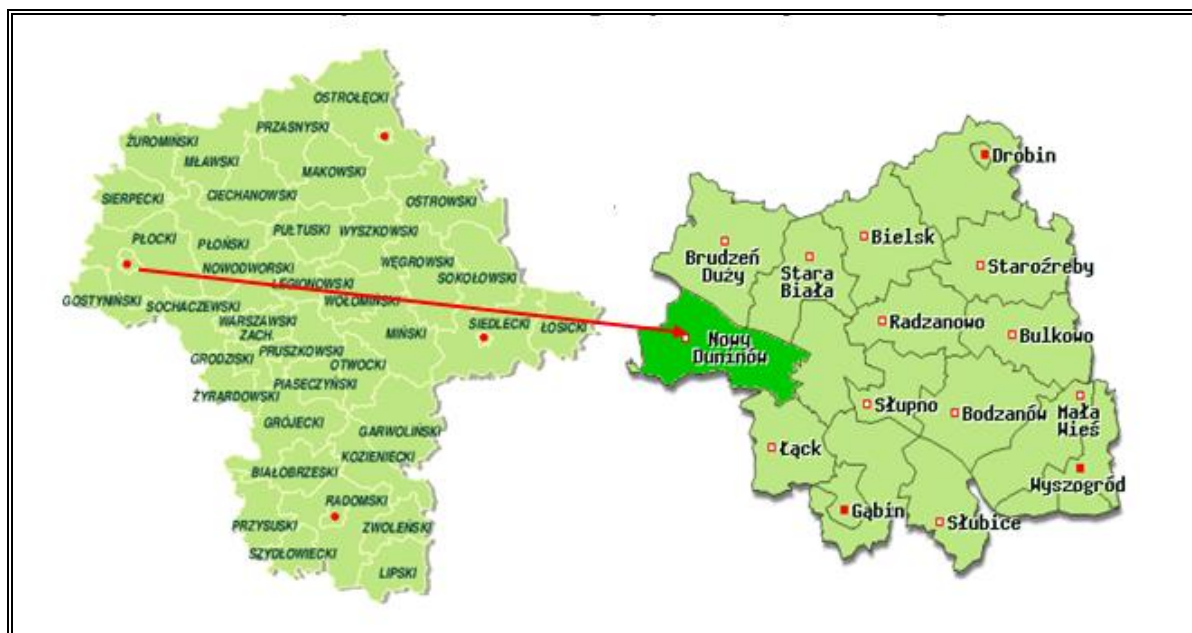 OSTROŁĘCKI
PRZASNYSKI
ŻUROMIŃSKI
MŁAWSKI
MAKOWSKI
SIERPECKI
CIECHANOWSKI
OSTROWSKI
PŁOCKI
PŁOŃSKI
PUŁTUSKI
WYSZKOWSKI
NOWODWORSKI
WĘGROWSKI
SOKOŁOWSKI
LEGIONOWSKI
GOSTYNIŃSKI
SOCHACZEWSKI
WOŁOMIŃSKI
WARSZAWSKI
ZACH.
MIŃSKI
SIEDLECKI
ŁOSICKI
GRODZISKI
PRUSZKOWSKI
OTWOCKI
PIASECZYŃSKI
ŻYRARDOWSKI
GRÓJECKI
GARWOLIŃSKI
KOZIENIECKI
BIAŁOBRZESKI
RADOMSKI
PRZYSUSKI
ZWOLEŃSKI
SZYDŁOWIECKI
LIPSKI
Drobin
Bielsk
Brudzeń
Duży
Stara
Biała
Staroźreby
Radzanowo
Bulkowo
Nowy
Duninów
Słupno
Bodzanów
Mała
Wieś
Łąck
Wyszogród
Gąbin
Słubice